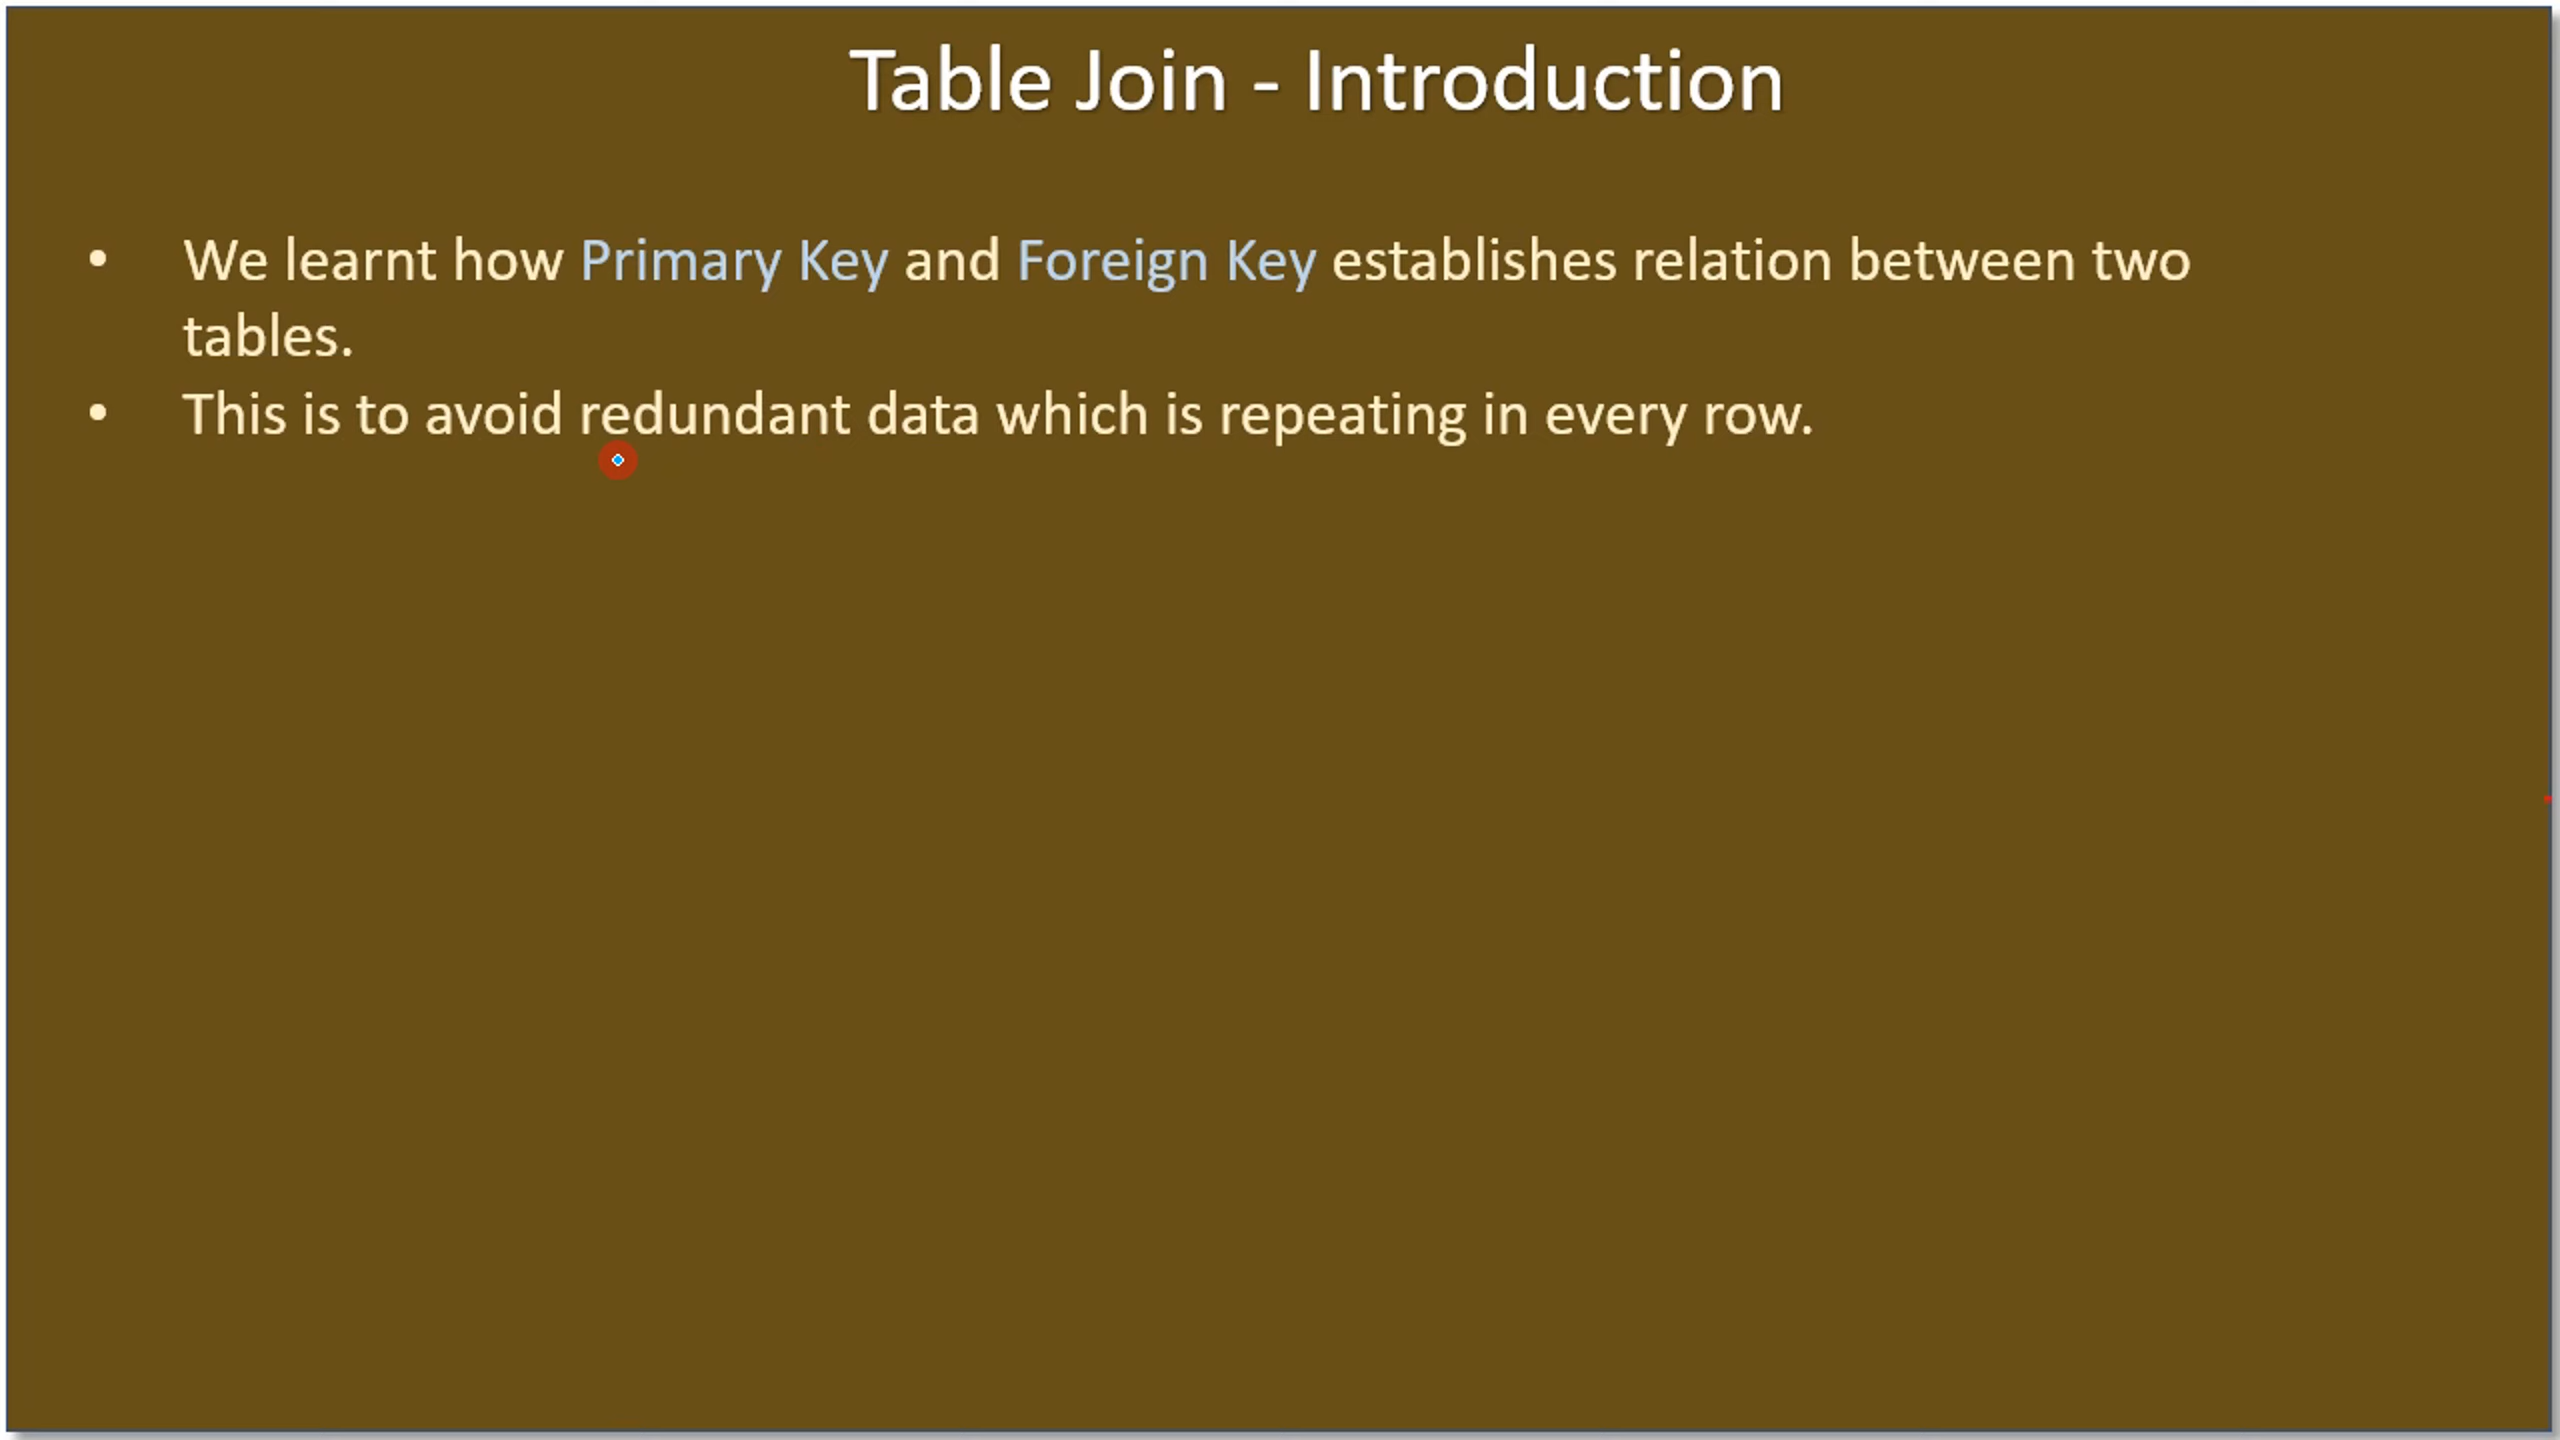 Table Join - Introduction
• We learnt how Primary Key and Foreign Key establishes relation between two
tables.
• This is to avoid redundant data which is repeating in every row.